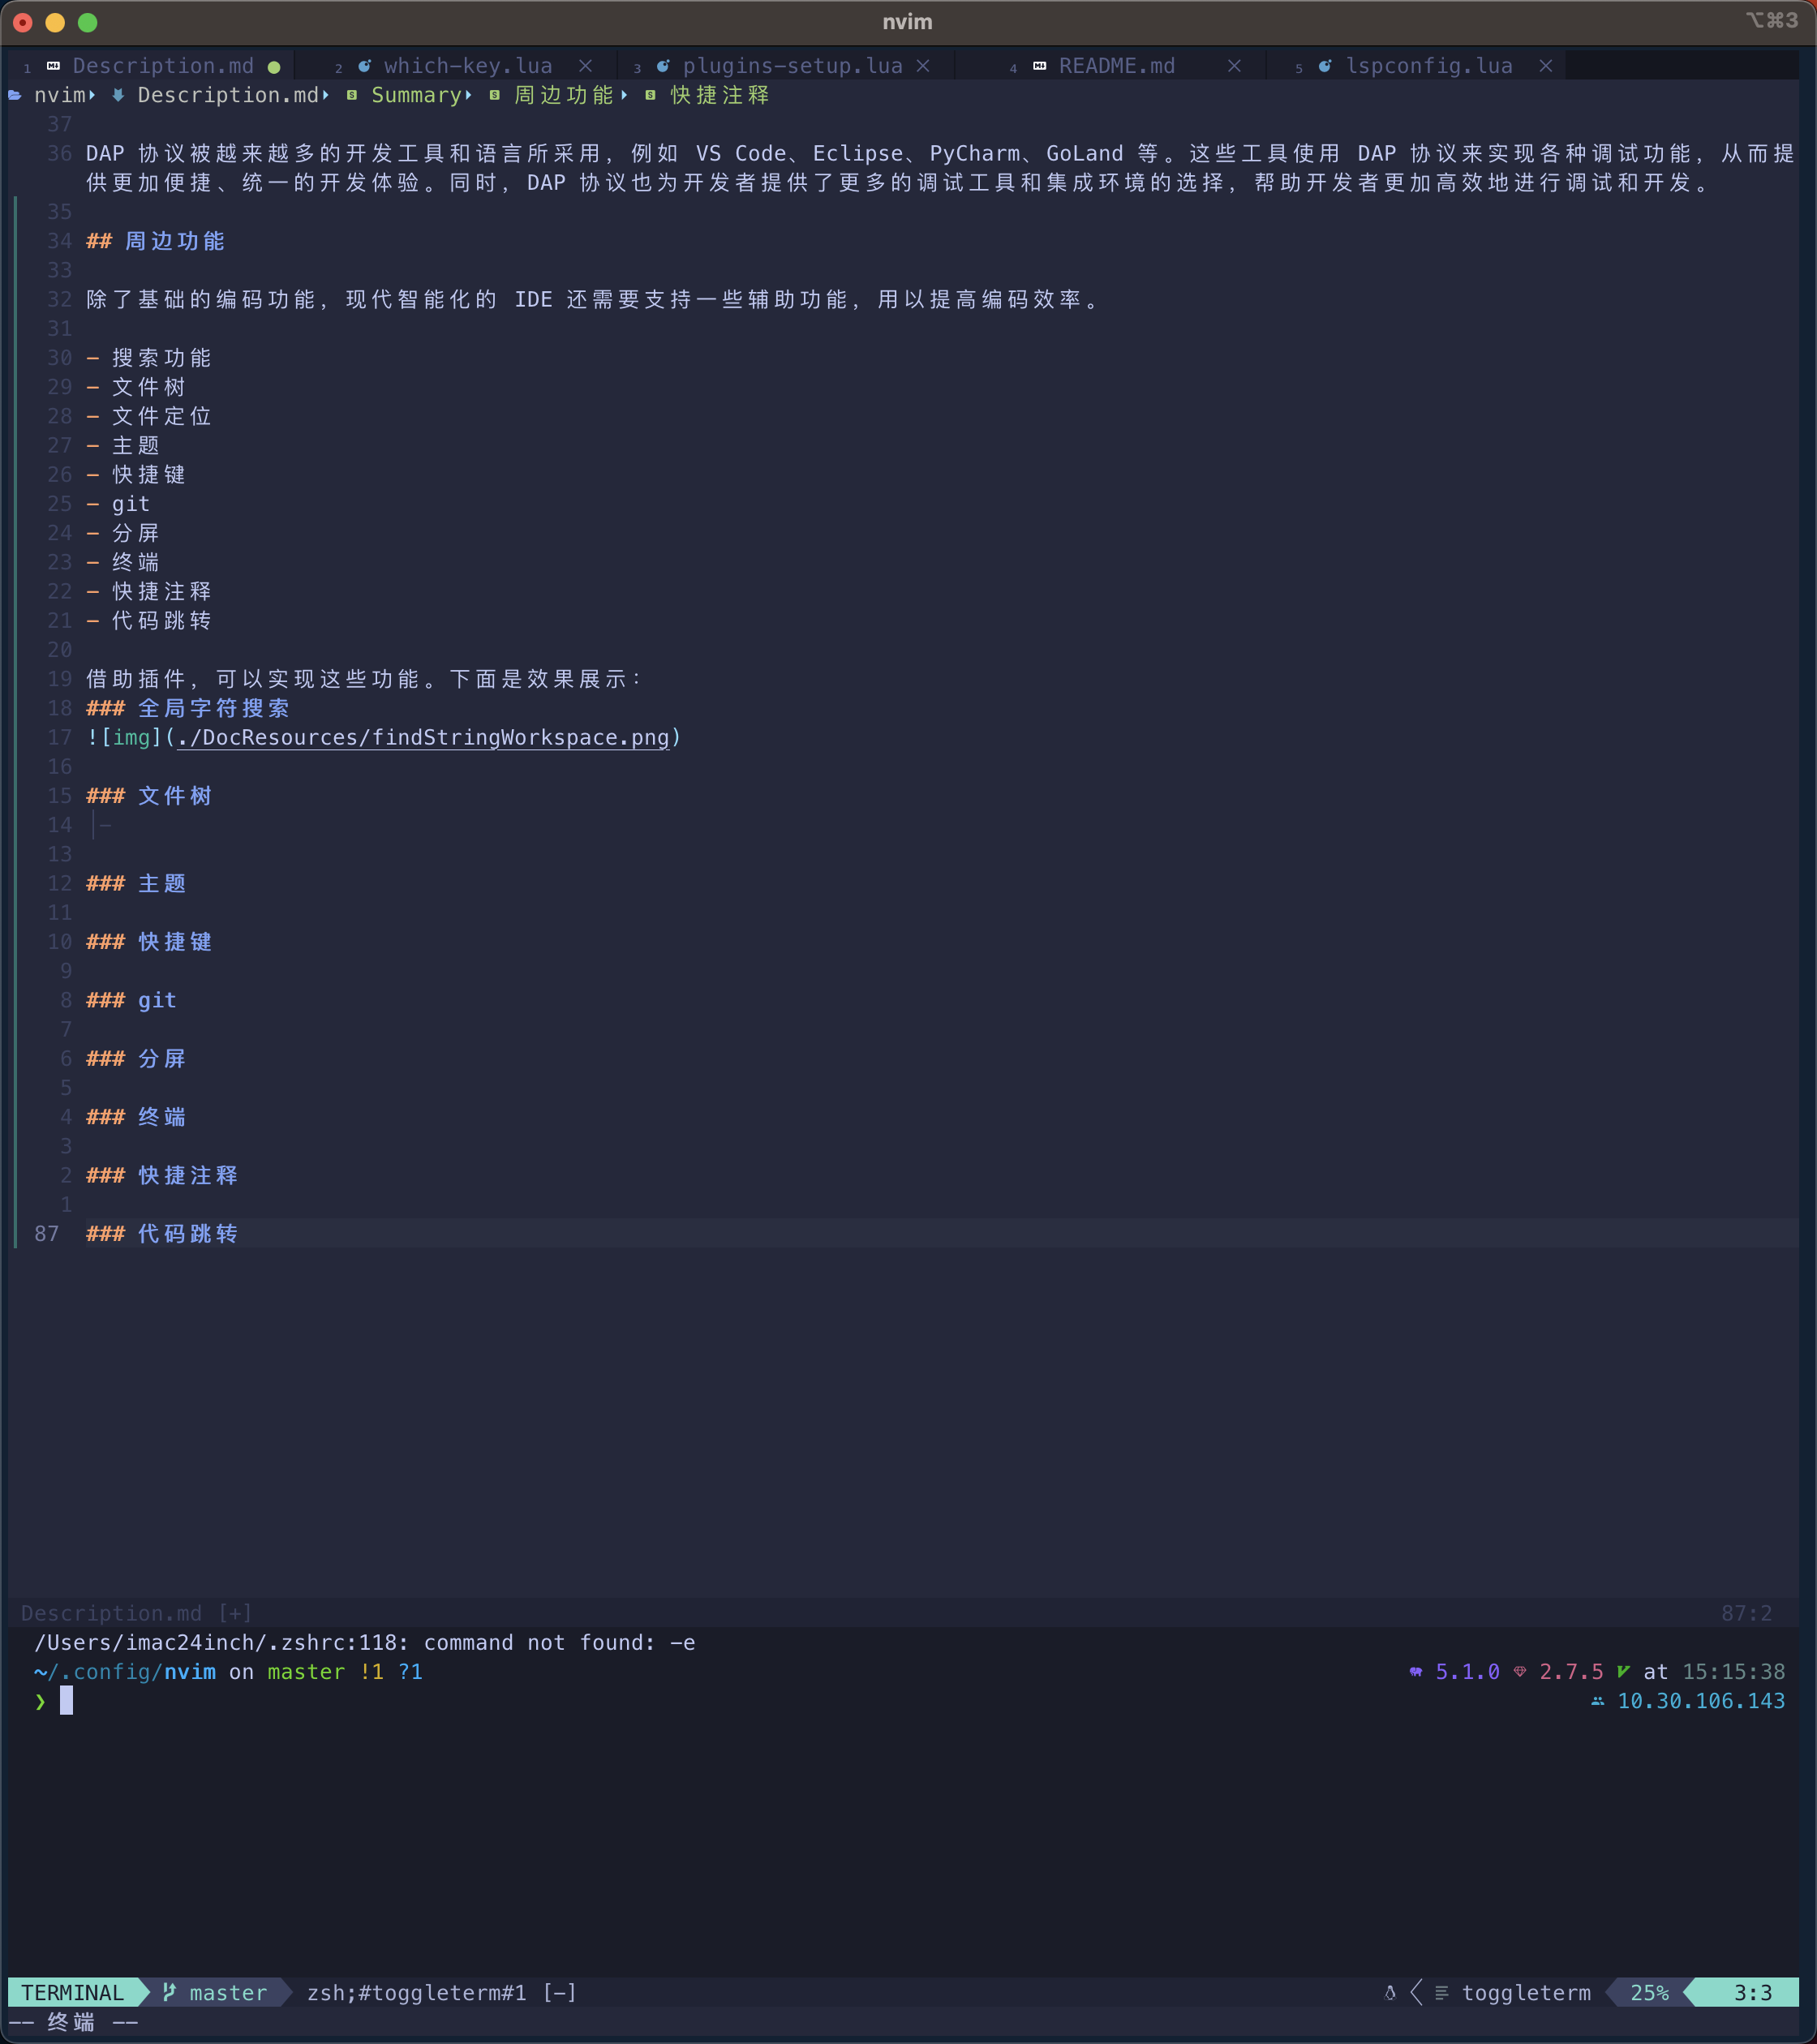 nvim
⌥⌘3
1 Description.md ● 2 which-key.lua × 3 plugins-setup.lua × 4 README.md × 5 lspconfig.lua ×
nvim Description.md Summary 周边功能 快捷注释
37
36 DAP 协议被越来越多的开发工具和语言所采用，例如 VS Code、Eclipse、PyCharm、GoLand 等。这些工具使用 DAP 协议来实现各种调试功能，从而提
供更加便捷、统一的开发体验。同时，DAP 协议也为开发者提供了更多的调试工具和集成环境的选择，帮助开发者更加高效地进行调试和开发。
35
34 ## 周边功能
33
32 除了基础的编码功能，现代智能化的 IDE 还需要支持一些辅助功能，用以提高编码效率。
31
30 - 搜索功能
29 - 文件树
28 - 文件定位
27 - 主题
26 - 快捷键
25 - git
24 - 分屏
23 - 终端
22 - 快捷注释
21 - 代码跳转
20
19 借助插件，可以实现这些功能。下面是效果展示：
18 ### 全局字符搜索
17 ![img](./DocResources/findStringWorkspace.png)
16
15 ### 文件树
14 │-
13
12 ### 主题
11
10 ### 快捷键
9
8 ### git
7
6 ### 分屏
5
4 ### 终端
3
2 ### 快捷注释
1
87 ### 代码跳转
Description.md [+] 87:2
/Users/imac24inch/.zshrc:118: command not found: -e
~/.config/nvim on master !1 ?1 5.1.0 2.7.5 at 15:15:38
❯ 10.30.106.143
TERMINAL master zsh;#toggleterm#1 [-] toggleterm 25% 3:3
-- 终端 --